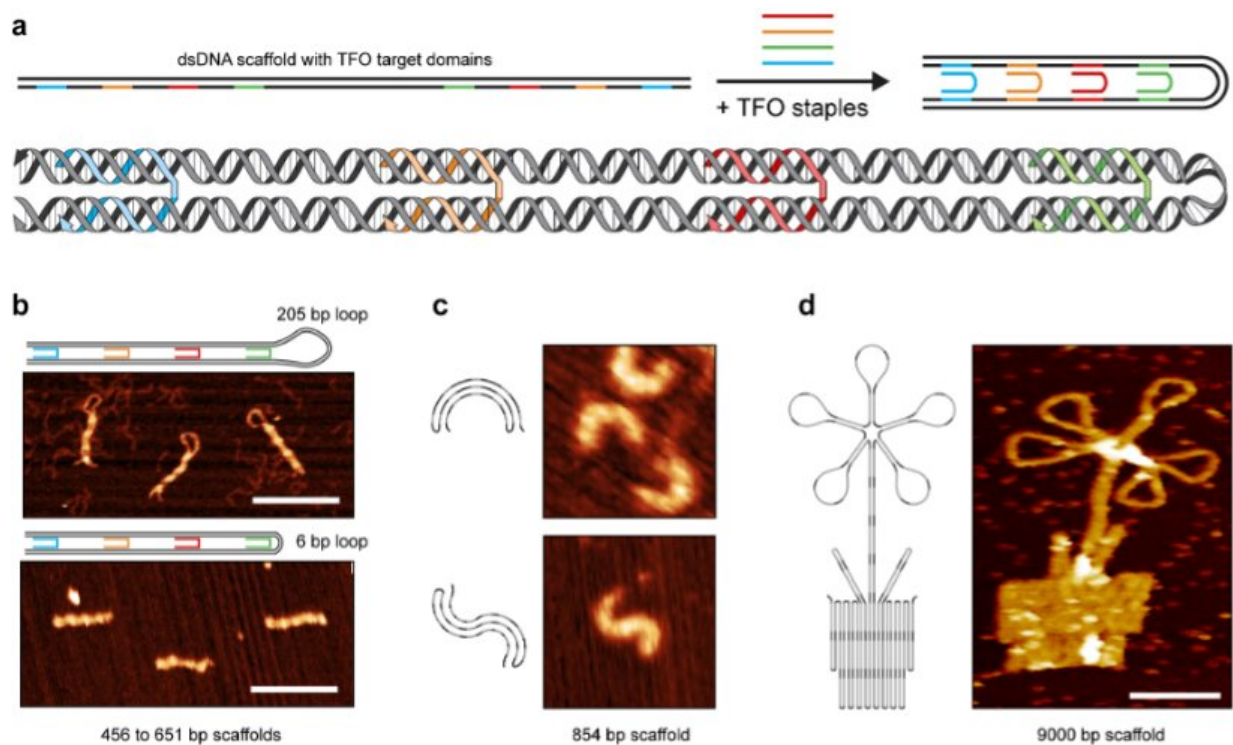 a
dsDNA scaffold with TFO target domains
+ TFO staples
b
205 bp loop
6 bp loop
456 to 651 bp scaffolds
c
854 bp scaffold
d
9000 bp scaffold